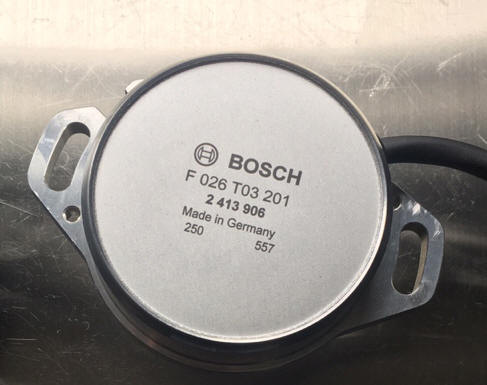 BOSCH
F 026 T03 201
2 413 906
Made in Germany
250 557